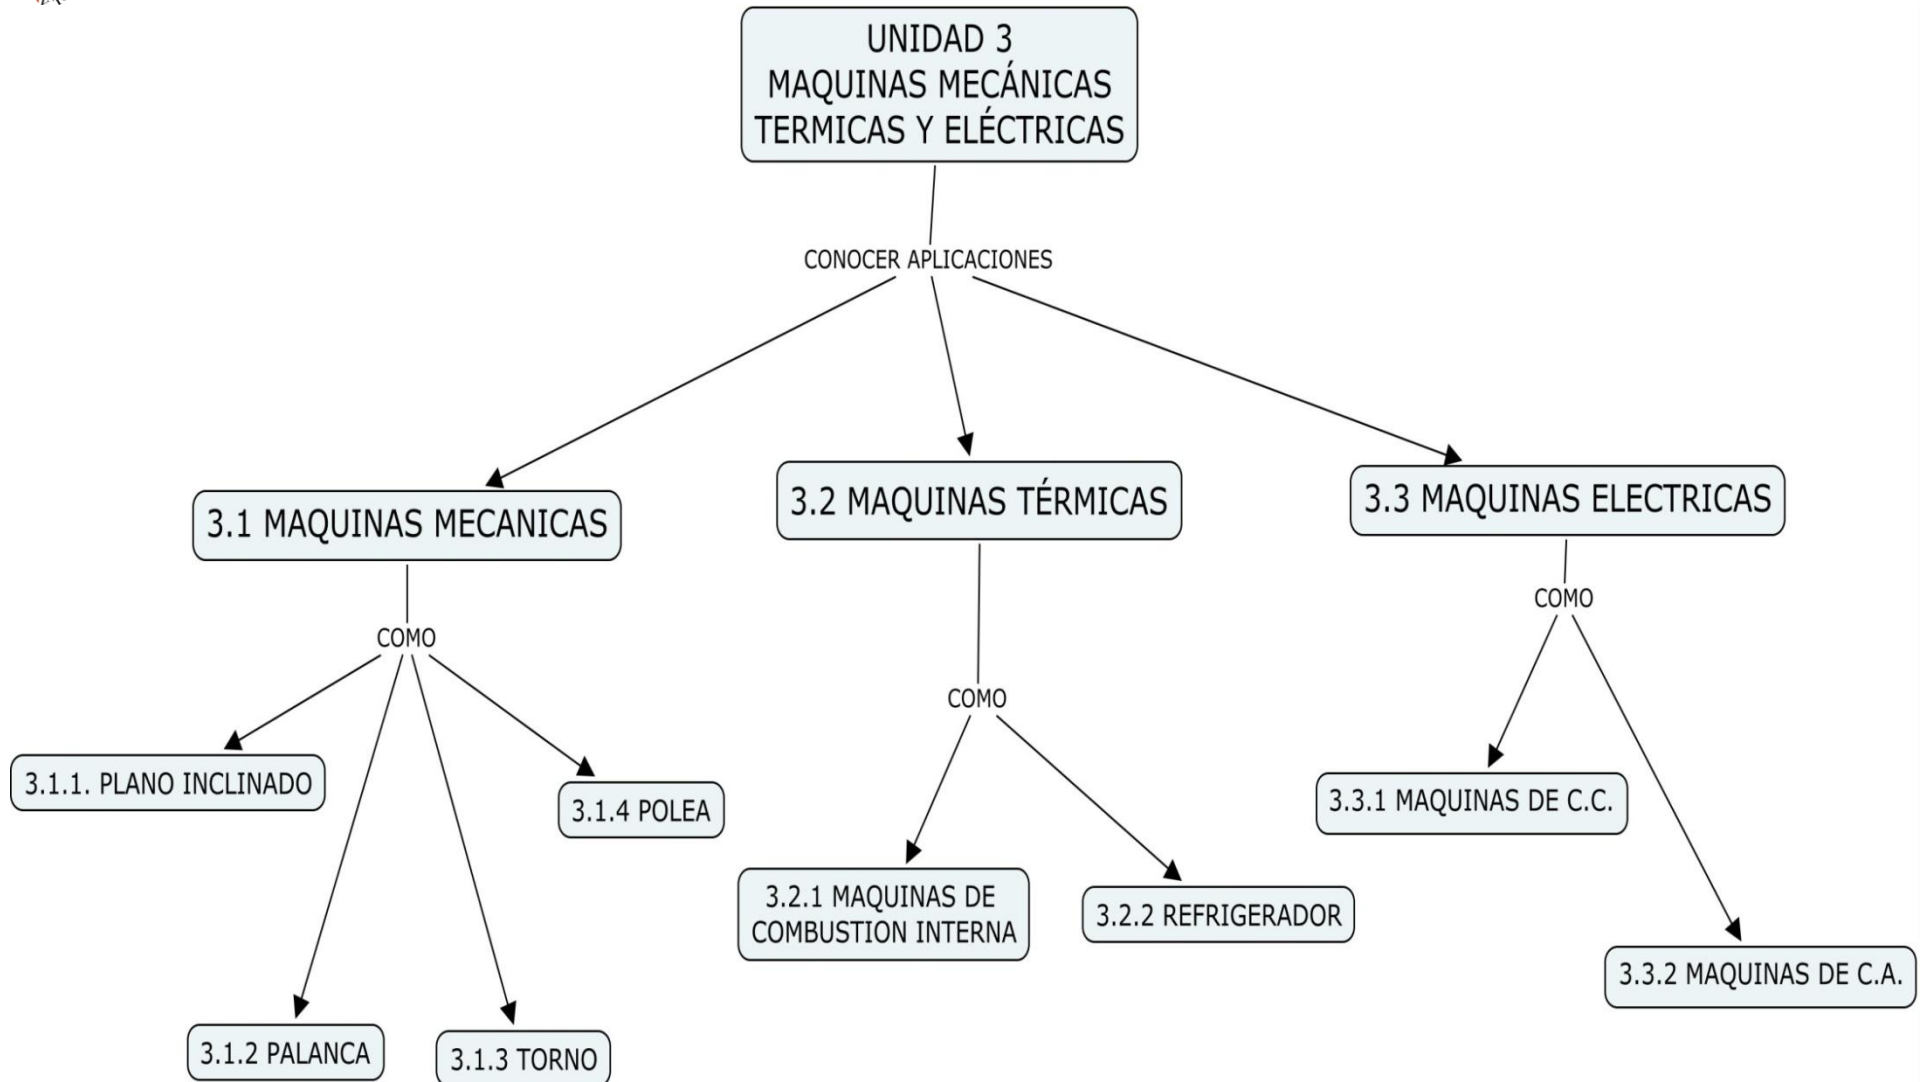 UNIDAD 3
MAQUINAS MECÁNICAS
TERMICAS Y ELÉCTRICAS
CONOCER APLICACIONES
3.1 MAQUINAS MECANICAS
3.2 MAQUINAS TÉRMICAS
3.3 MAQUINAS ELECTRICAS
COMO
COMO
COMO
3.1.1. PLANO INCLINADO
3.1.4 POLEA
3.1.2 PALANCA
3.1.3 TORNO
3.2.1 MAQUINAS DE
COMBUSTION INTERNA
3.2.2 REFRIGERADOR
3.3.1 MAQUINAS DE C.C.
3.3.2 MAQUINAS DE C.A.